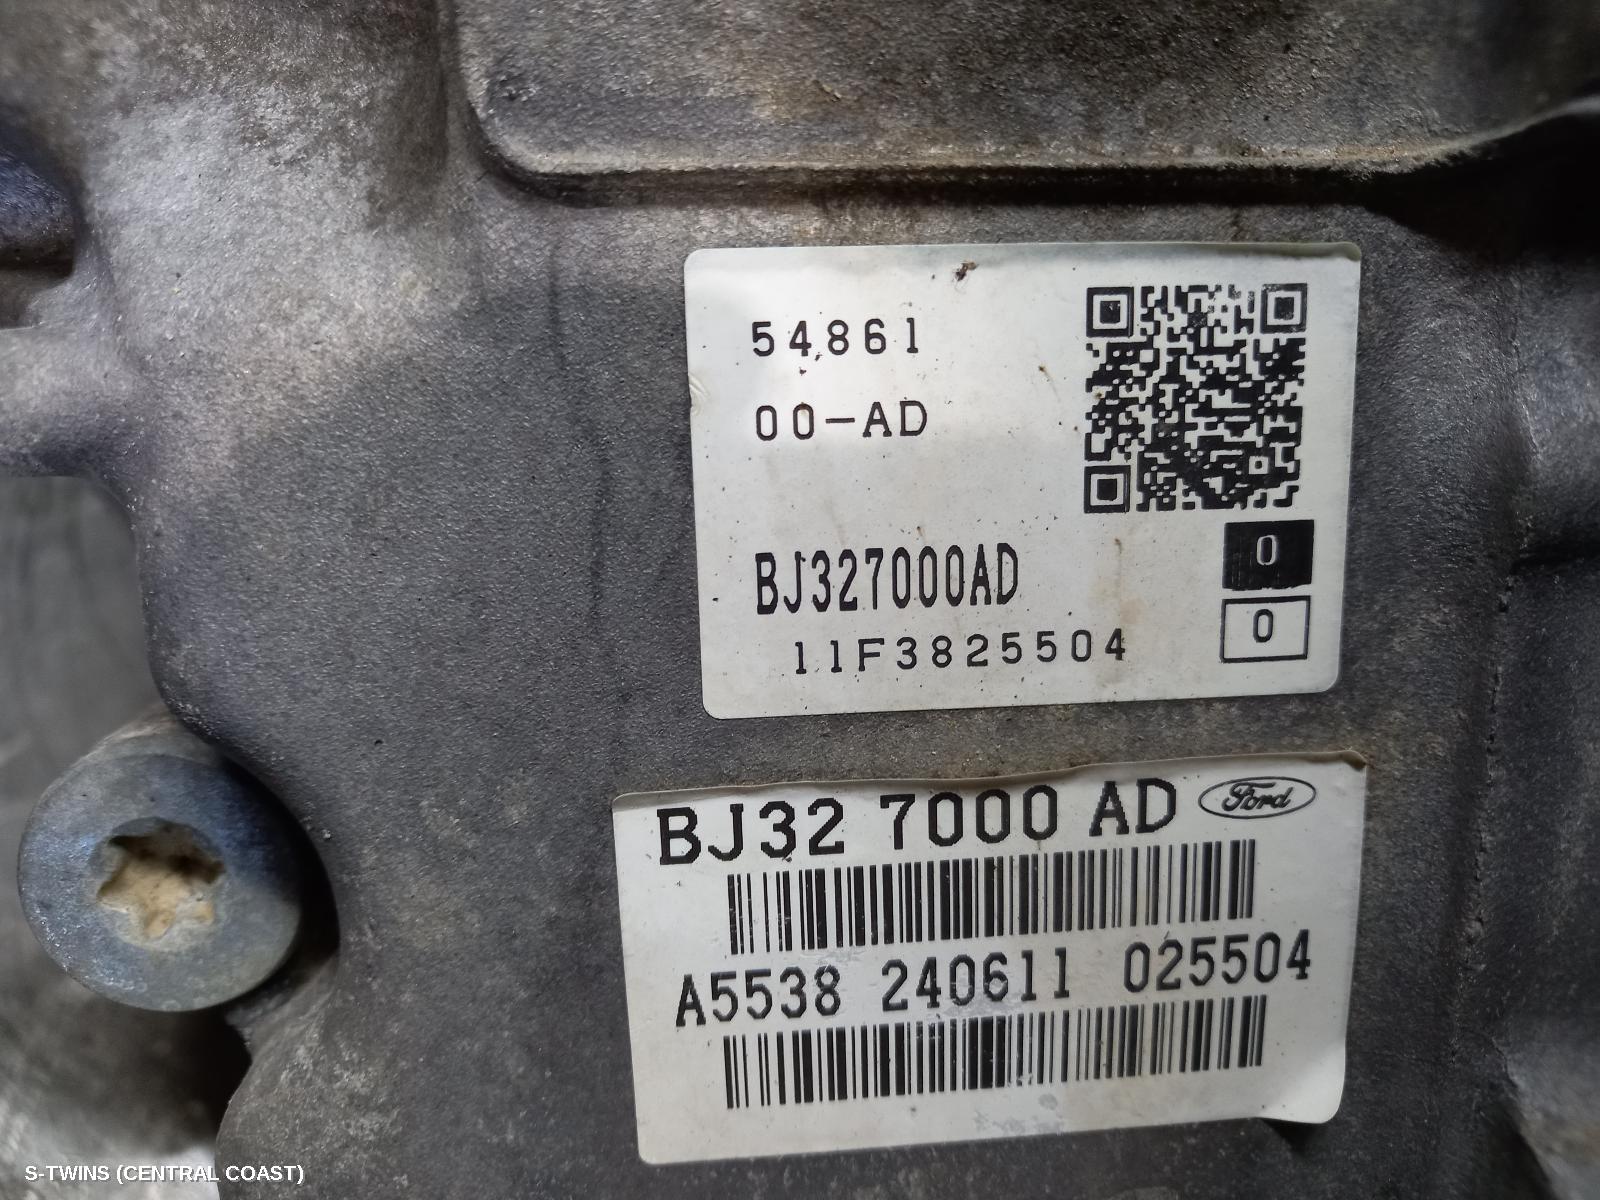 54861
00-AD
BJ327000AD
0
11F3825504
0
BJ32 7000 AD Ford
A5538 240611 025504
S-TWINS (CENTRAL COAST)